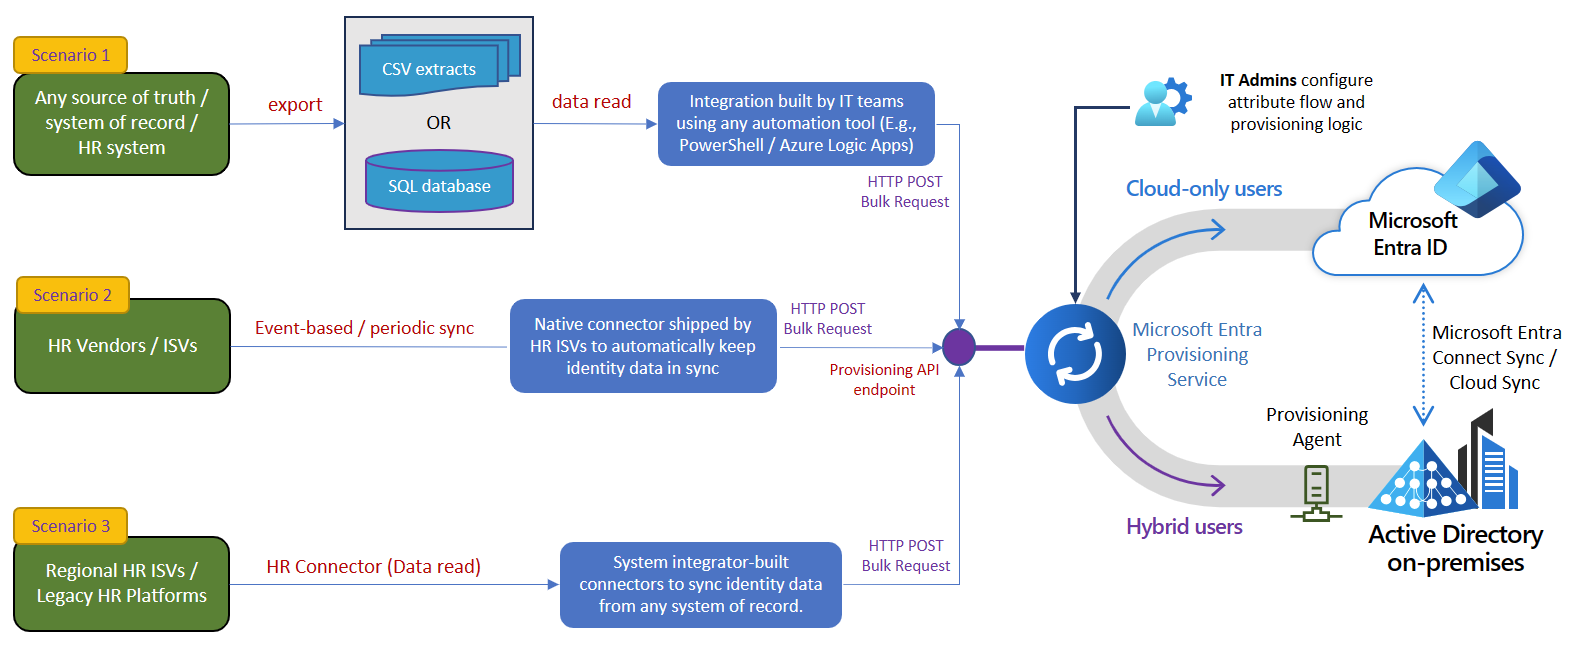 Scenario 1
Any source of truth /
system of record /
HR system
export
CSV extracts
OR
SQL database
data read
Integration built by IT teams
using any automation tool (E.g.,
PowerShell / Azure Logic Apps)
HTTP POST
Bulk Request
IT Admins configure
attribute flow and
provisioning logic
Cloud-only users
Microsoft
Entra ID
Scenario 2
HR Vendors / ISVs
Event-based / periodic sync
Native connector shipped by
HR ISVs to automatically keep
identity data in sync
HTTP POST
Bulk Request
Provisioning API
endpoint
Microsoft Entra
Provisioning
Service
Microsoft Entra
Connect Sync /
Cloud Sync
Provisioning
Agent
Hybrid users
Active Directory
on-premises
Scenario 3
Regional HR ISVs /
Legacy HR Platforms
HR Connector (Data read)
System integrator-built
connectors to sync identity data
from any system of record.
HTTP POST
Bulk Request